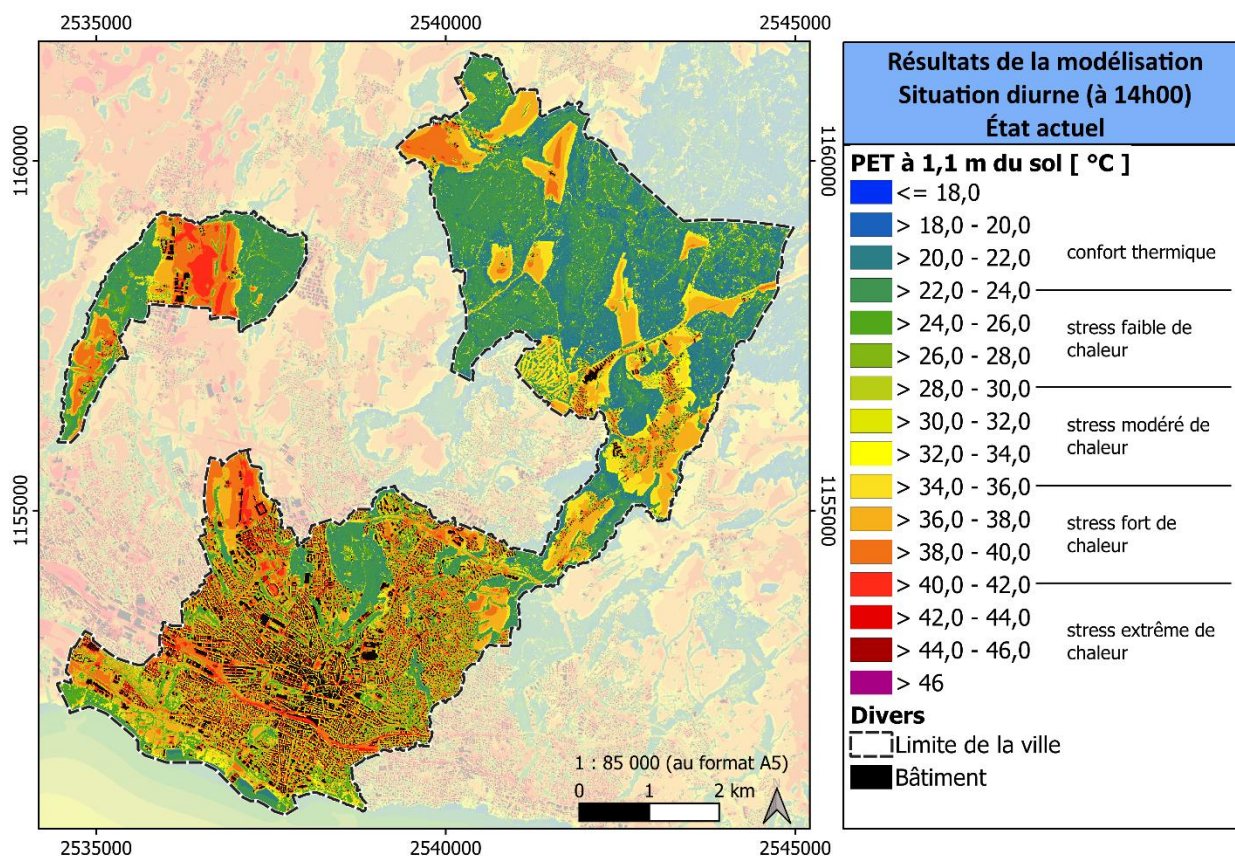 2535000 2540000 2545000
Résultats de la modélisation
Situation diurne (à 14h00)
État actuel
PET à 1,1 m du sol [ °C ]
<= 18,0
> 18,0 - 20,0
> 20,0 - 22,0
confort thermique
> 22,0 - 24,0
> 24,0 - 26,0
stress faible de
chaleur
> 26,0 - 28,0
> 28,0 - 30,0
> 30,0 - 32,0
stress modéré de
chaleur
> 32,0 - 34,0
> 34,0 - 36,0
> 36,0 - 38,0
stress fort de
chaleur
> 38,0 - 40,0
> 40,0 - 42,0
> 42,0 - 44,0
stress extrême de
chaleur
> 44,0 - 46,0
> 46
Divers
Limite de la ville
Bâtiment
1160000 1160000
1155000 1155000
1 : 85 000 (au format A5)
0 1 2 km
2535000 2540000 2545000